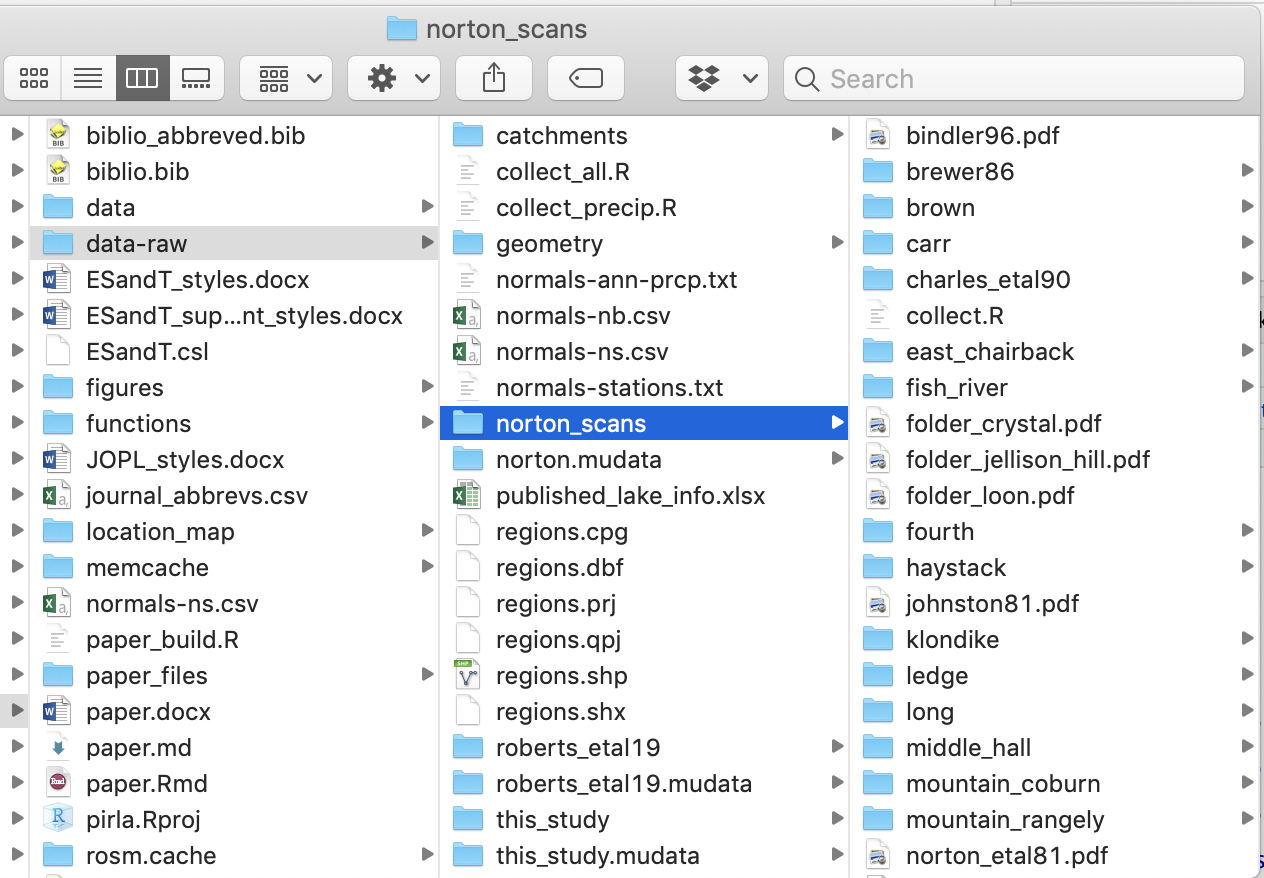 norton_scans
Search
biblio_abbreved.bib
biblio.bib
data
data-raw
ESandT_styles.docx
ESandT_sup...nt_styles.docx
ESandT.csl
figures
functions
JOPL_styles.docx
journal_abbrevs.csv
location_map
memcache
normals-ns.csv
paper_build.R
paper_files
paper.docx
paper.md
paper.Rmd
pirla.Rproj
rosm.cache
catchments
collect_all.R
collect_precip.R
geometry
normals-ann-prcp.txt
normals-nb.csv
normals-ns.csv
normals-stations.txt
norton_scans
norton.mudata
published_lake_info.xlsx
regions.cpg
regions.dbf
regions.prj
regions.qpj
regions.shp
regions.shx
roberts_etal19
roberts_etal19.mudata
this_study
this_study.mudata
bindler96.pdf
brewer86
brown
carr
charles_etal90
collect.R
east_chairback
fish_river
folder_crystal.pdf
folder_jellison_hill.pdf
folder_loon.pdf
fourth
haystack
johnston81.pdf
klondike
ledge
long
middle_hall
mountain_coburn
mountain_rangely
norton_etal81.pdf